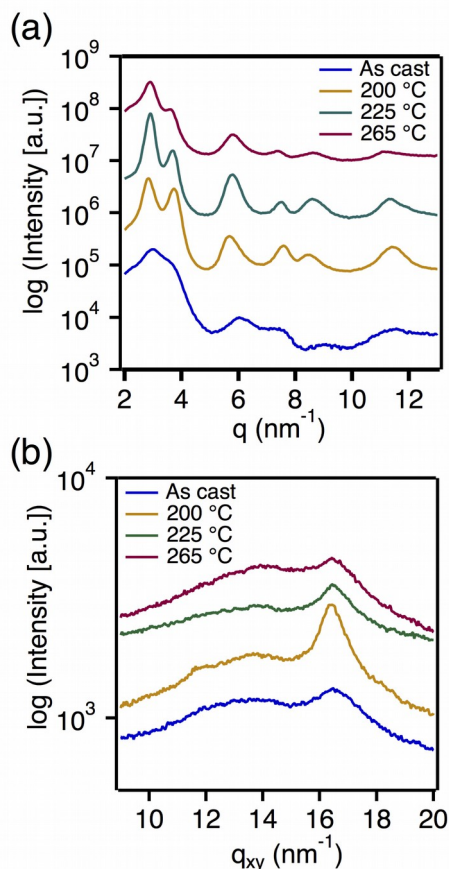 (a)
log (Intensity [a.u.])
10⁹
10⁸
10⁷
10⁶
10⁵
10⁴
10³
As cast
200 °C
225 °C
265 °C
2 4 6 8 10 12
q (nm⁻¹)
(b)
log (Intensity [a.u.])
10⁴
10³
As cast
200 °C
225 °C
265 °C
10 12 14 16 18 20
qxy (nm⁻¹)